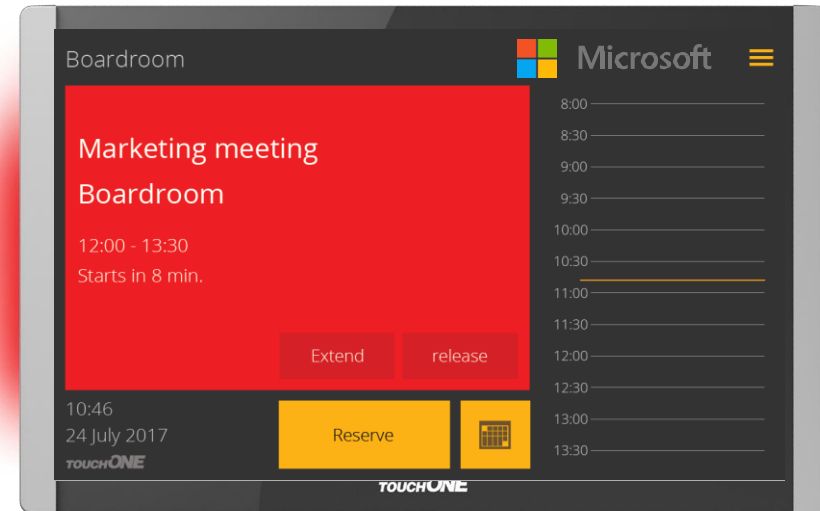 Boardroom
Microsoft
Marketing meeting
Boardroom
12:00 - 13:30
Starts in 8 min.
Extend
release
10:46
24 July 2017
TOUCHONE
Reserve
8:00
8:30
9:00
9:30
10:00
10:30
11:00
11:30
12:00
12:30
13:00
13:30
TOUCHONE